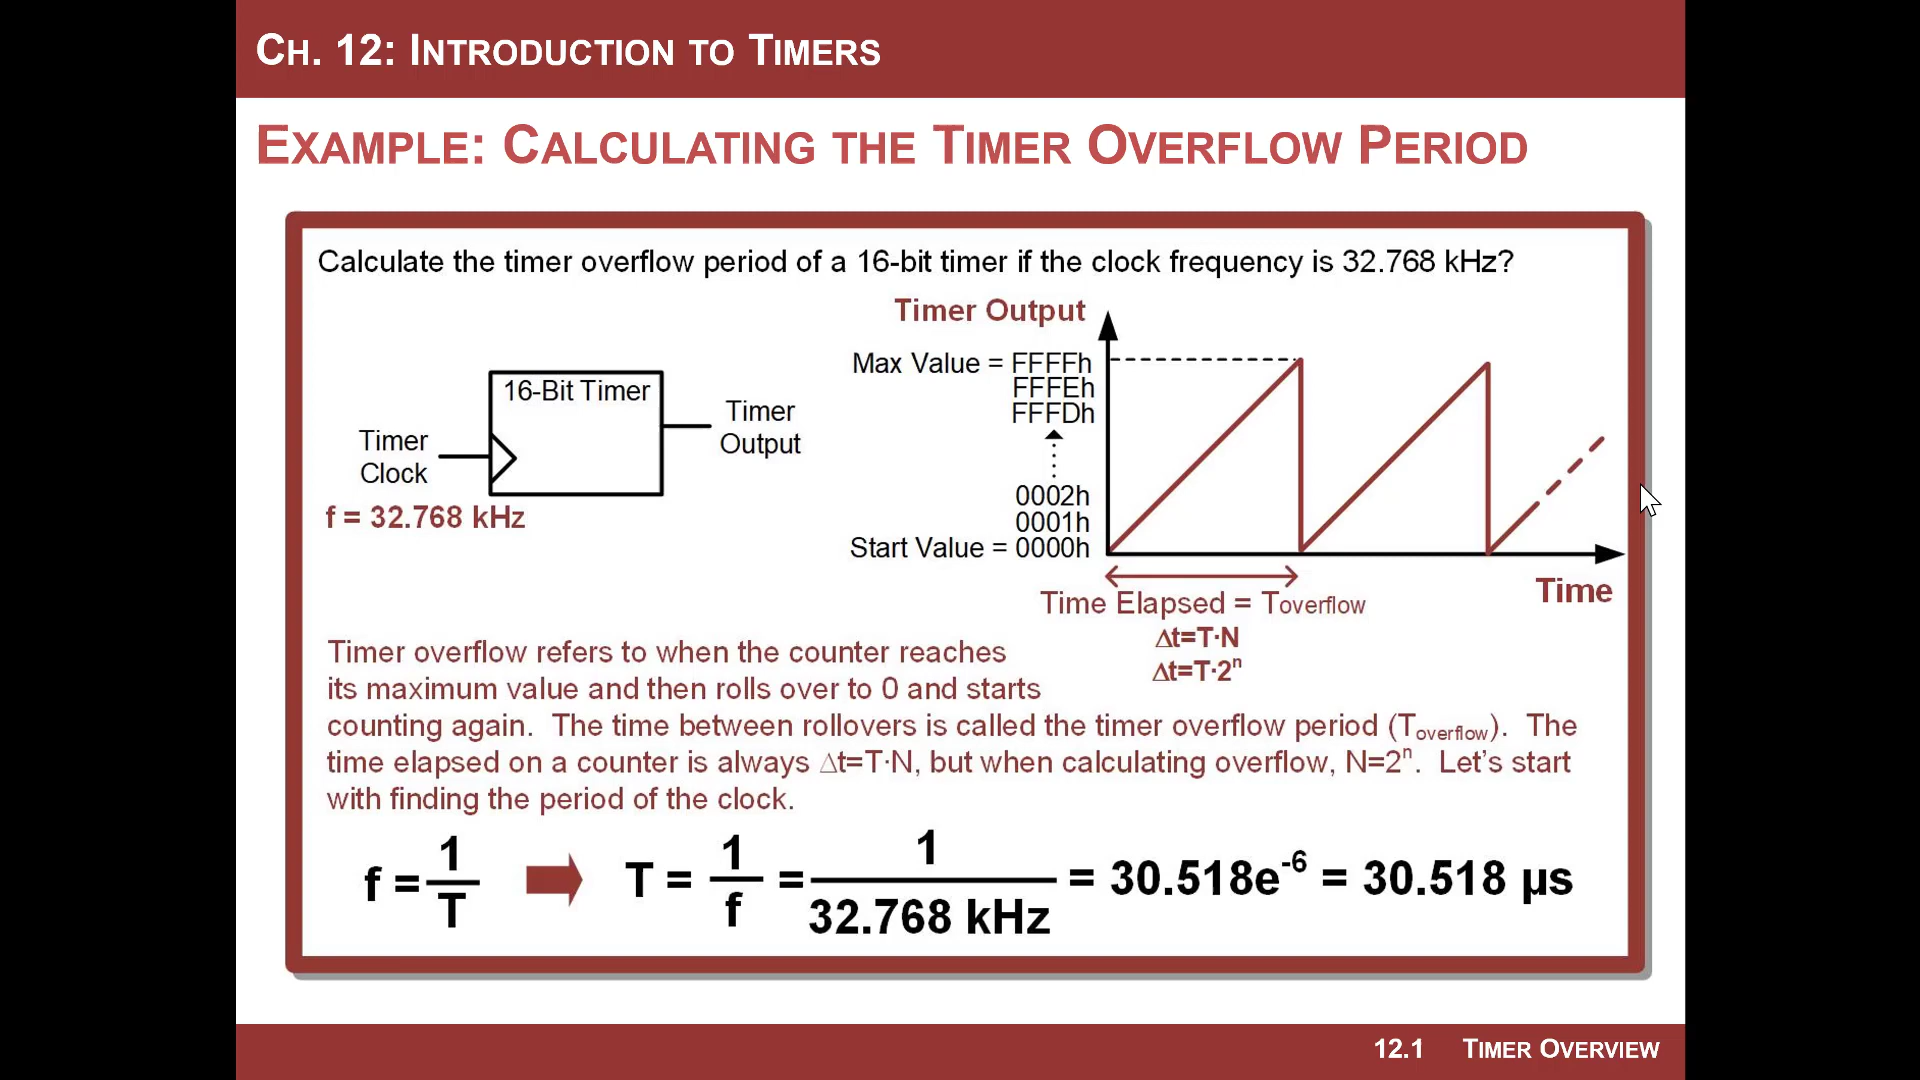 CH. 12: INTRODUCTION TO TIMERS
EXAMPLE: CALCULATING THE TIMER OVERFLOW PERIOD
Calculate the timer overflow period of a 16-bit timer if the clock frequency is 32.768 kHz?
16-Bit Timer
Timer
Clock
f = 32.768 kHz
Timer
Output
Timer Output
Max Value = FFFFh
FFFEh
FFFDh
0002h
0001h
Start Value = 0000h
Time
Time Elapsed = Toverflow
Δt=T·N
Δt=T·2ⁿ
Timer overflow refers to when the counter reaches
its maximum value and then rolls over to 0 and starts
counting again. The time between rollovers is called the timer overflow period (Toverflow). The
time elapsed on a counter is always Δt=T·N, but when calculating overflow, N=2ⁿ. Let's start
with finding the period of the clock.
f = 1/T T = 1/f = 1/32.768 kHz = 30.518e⁻⁶ = 30.518 µs
12.1 TIMER OVERVIEW